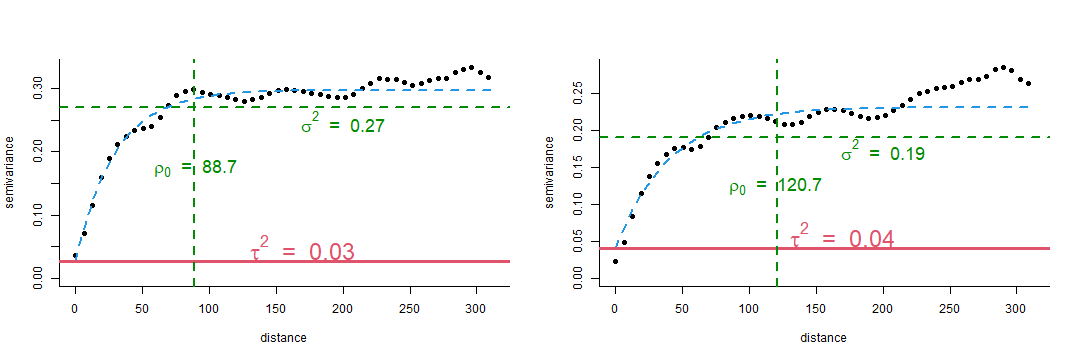 semivariance
0.00 0.10 0.20 0.30
σ² = 0.27
ρ₀ = 88.7
τ² = 0.03
0 50 100 150 200 250 300
distance
semivariance
0.00 0.05 0.10 0.15 0.20 0.25
σ² = 0.19
ρ₀ = 120.7
τ² = 0.04
0 50 100 150 200 250 300
distance